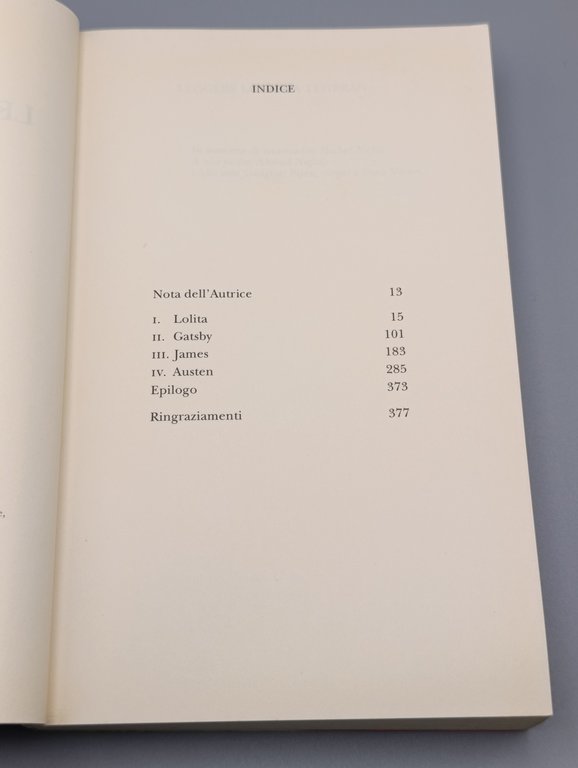 INDICE
Nota dell'Autrice 13
I. Lolita 15
II. Gatsby 101
III. James 183
IV. Austen 285
Epilogo 373
Ringraziamenti 377